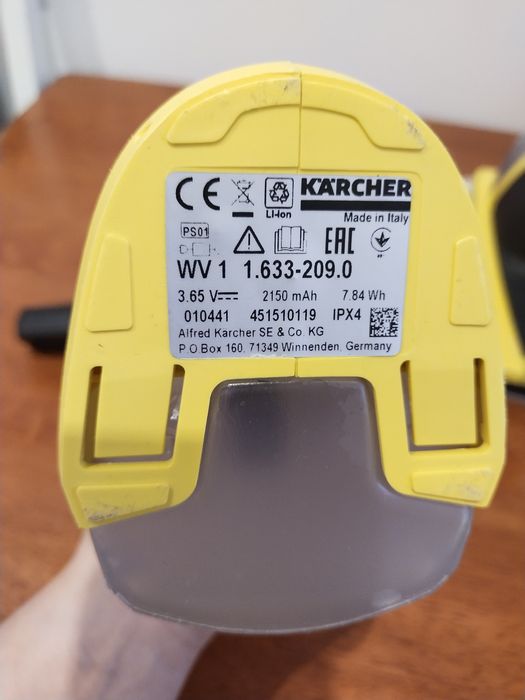 CE KÄRCHER
Li-ion
Made in Italy
PS01
EAC
WV 1 1.633-209.0
3.65 V⎓ 2150 mAh 7.84 Wh
010441 451510119 IPX4
Alfred Kärcher SE & Co. KG
P.O Box 160, 71349 Winnenden, Germany